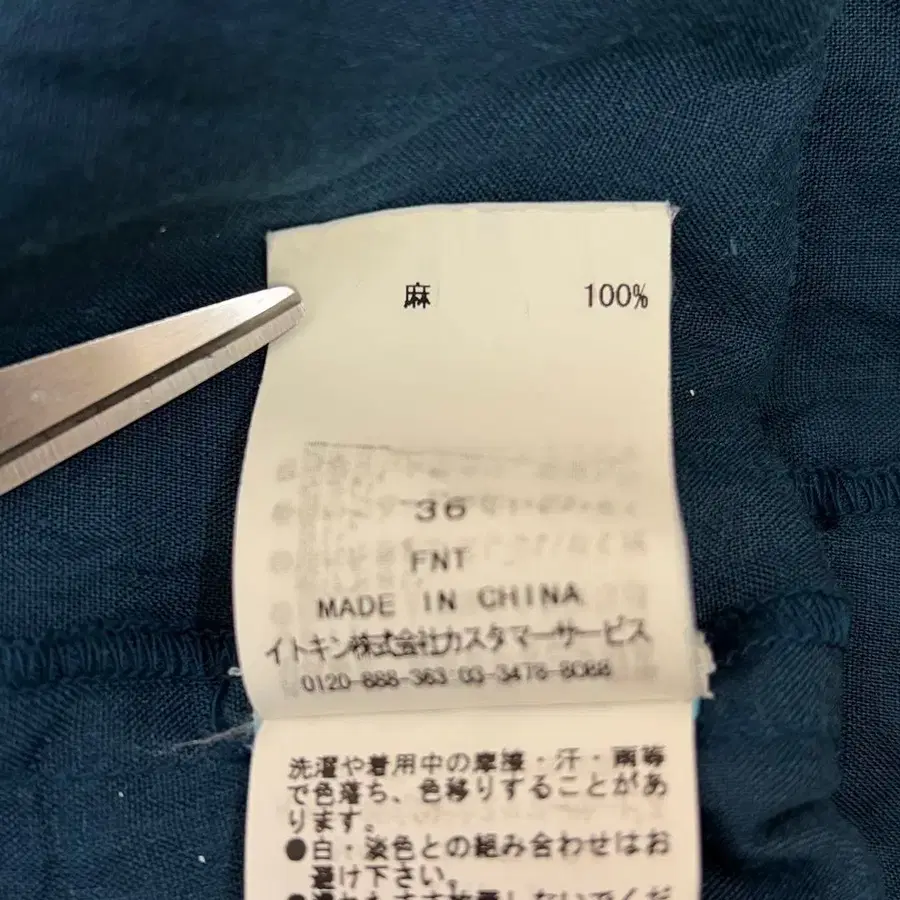 麻 100%
36
FNT
MADE IN CHINA
イトキン株式会社カスタマーサービス
0120-888-363 03-3478-8088
洗濯や着用中の摩擦・汗・雨等
で色落ち、色移りすることがあ
ります。
●白・淡色との組み合わせはお
避け下さい。